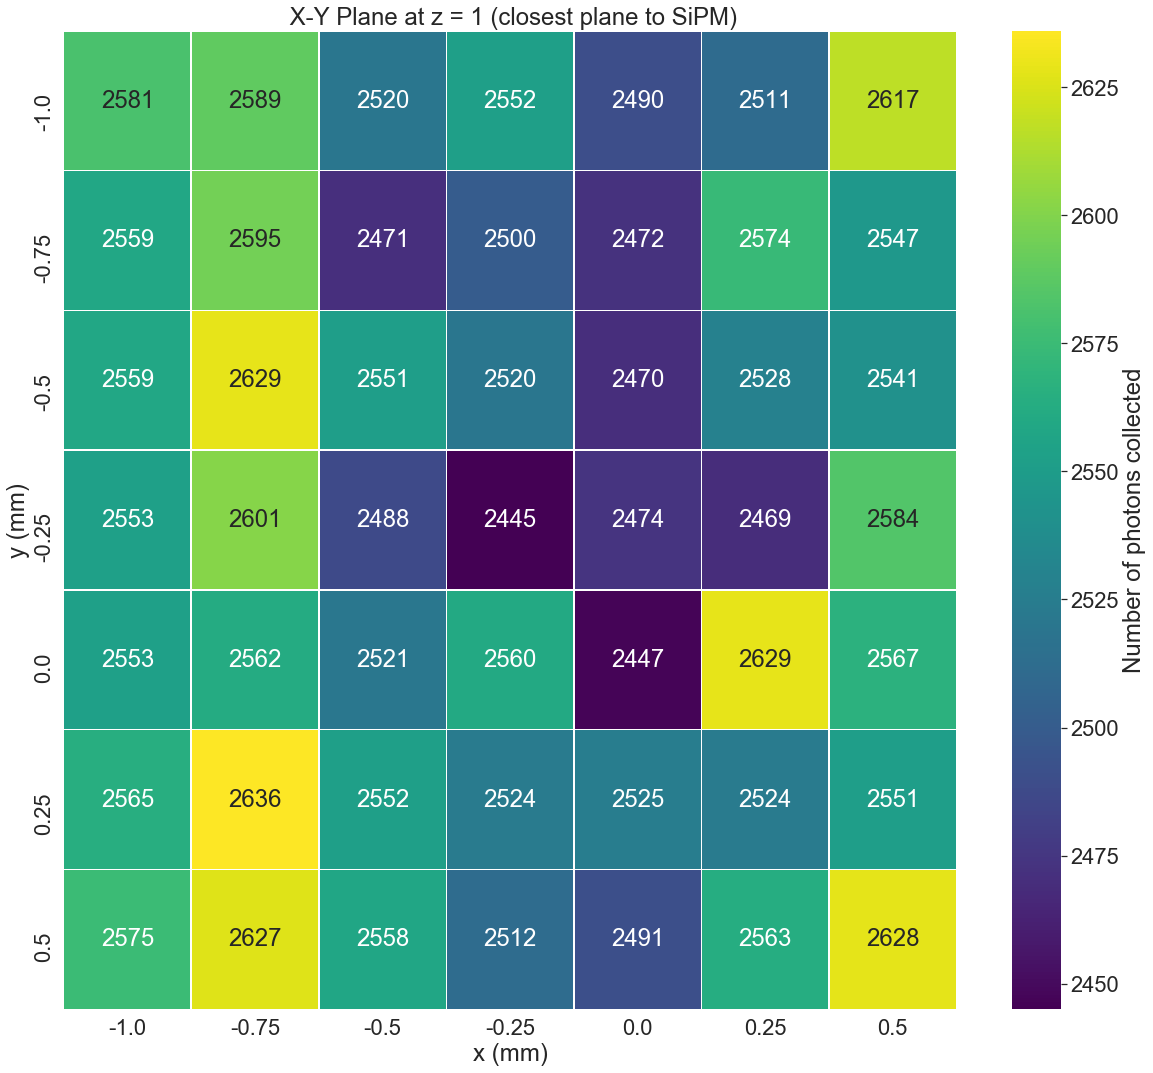 X-Y Plane at z = 1 (closest plane to SiPM)
-1.0 2581 2589 2520 2552 2490 2511 2617
-0.75 2559 2595 2471 2500 2472 2574 2547
-0.5 2559 2629 2551 2520 2470 2528 2541
-0.25 2553 2601 2488 2445 2474 2469 2584
0.0 2553 2562 2521 2560 2447 2629 2567
0.25 2565 2636 2552 2524 2525 2524 2551
0.5 2575 2627 2558 2512 2491 2563 2628
y (mm)
-1.0 -0.75 -0.5 -0.25 0.0 0.25 0.5
x (mm)
2625
2600
2575
2550
2525
2500
2475
2450
Number of photons collected